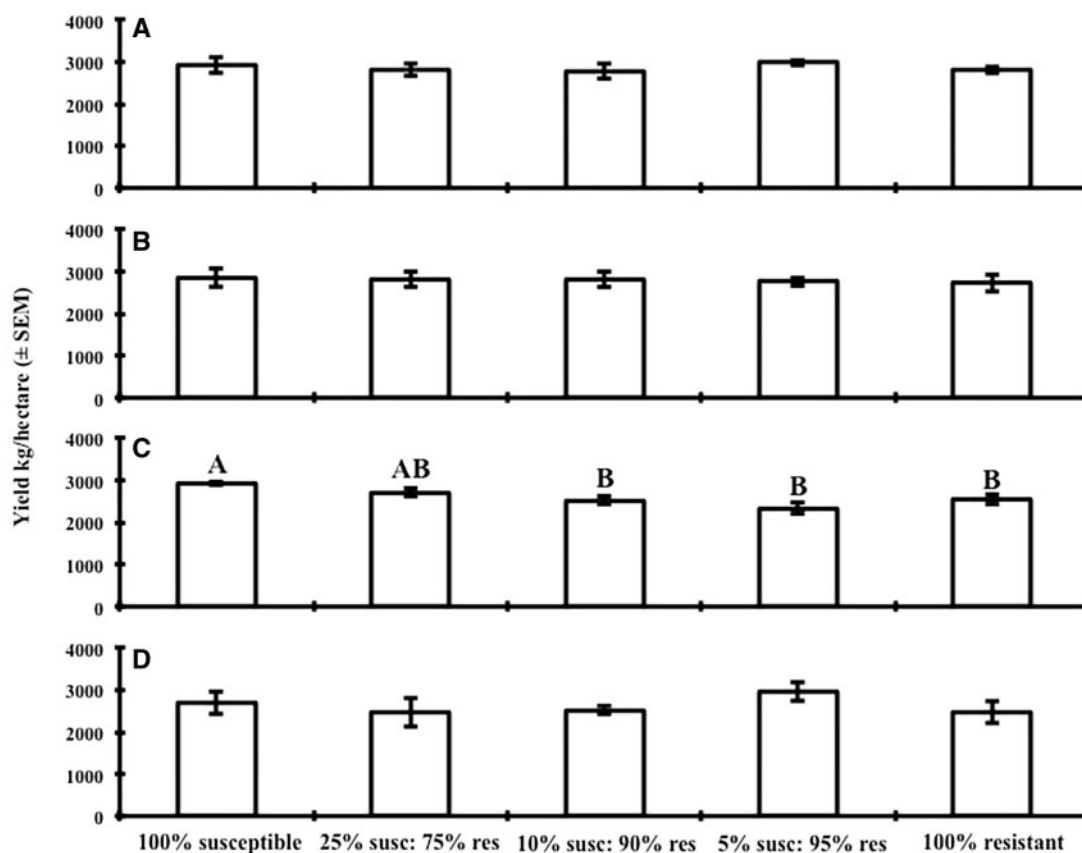 Yield kg/hectare (± SEM)
A
4000
3000
2000
1000
0
B
4000
3000
2000
1000
0
C
4000
3000
2000
1000
0
A
AB
B
B
B
D
4000
3000
2000
1000
0
100% susceptible
25% susc: 75% res
10% susc: 90% res
5% susc: 95% res
100% resistant